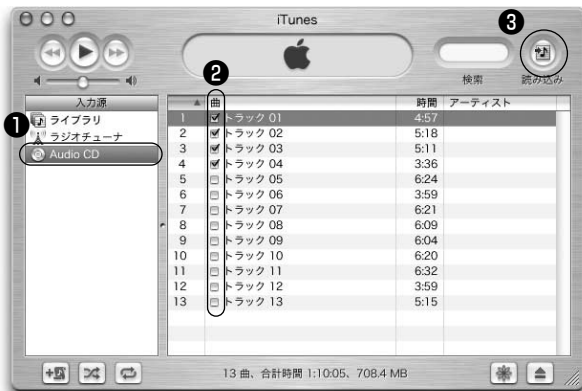 iTunes
❸
❷
検索
読み込み
入力源
曲
時間
アーティスト
❶
ライブラリ
ラジオチューナ
Audio CD
1 トラック 01 4:57
2 トラック 02 5:18
3 トラック 03 5:11
4 トラック 04 3:36
5 トラック 05 6:24
6 トラック 06 3:59
7 トラック 07 6:21
8 トラック 08 6:09
9 トラック 09 6:04
10 トラック 10 6:20
11 トラック 11 6:32
12 トラック 12 3:59
13 トラック 13 5:15
13 曲、合計時間 1:10:05、708.4 MB